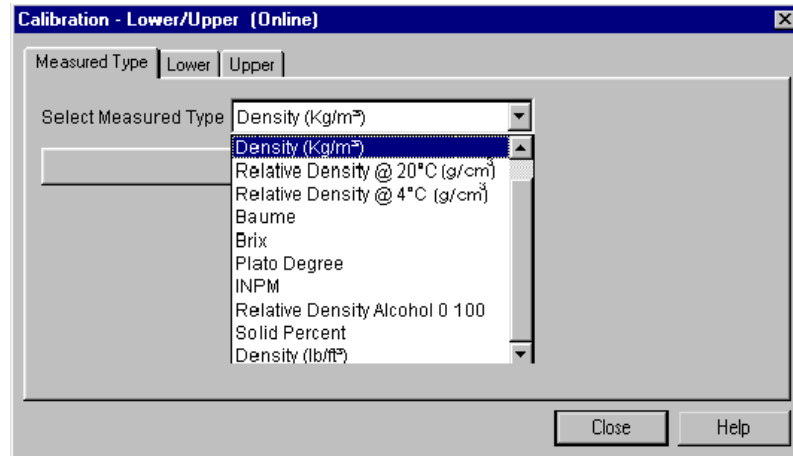 Calibration - Lower/Upper (Online)
Measured Type Lower Upper
Select Measured Type Density (Kg/m³)
Density (Kg/m³)
Relative Density @ 20°C (g/cm³)
Relative Density @ 4°C (g/cm³)
Baume
Brix
Plato Degree
INPM
Relative Density Alcohol 0 100
Solid Percent
Density (lb/ft³)
Close Help